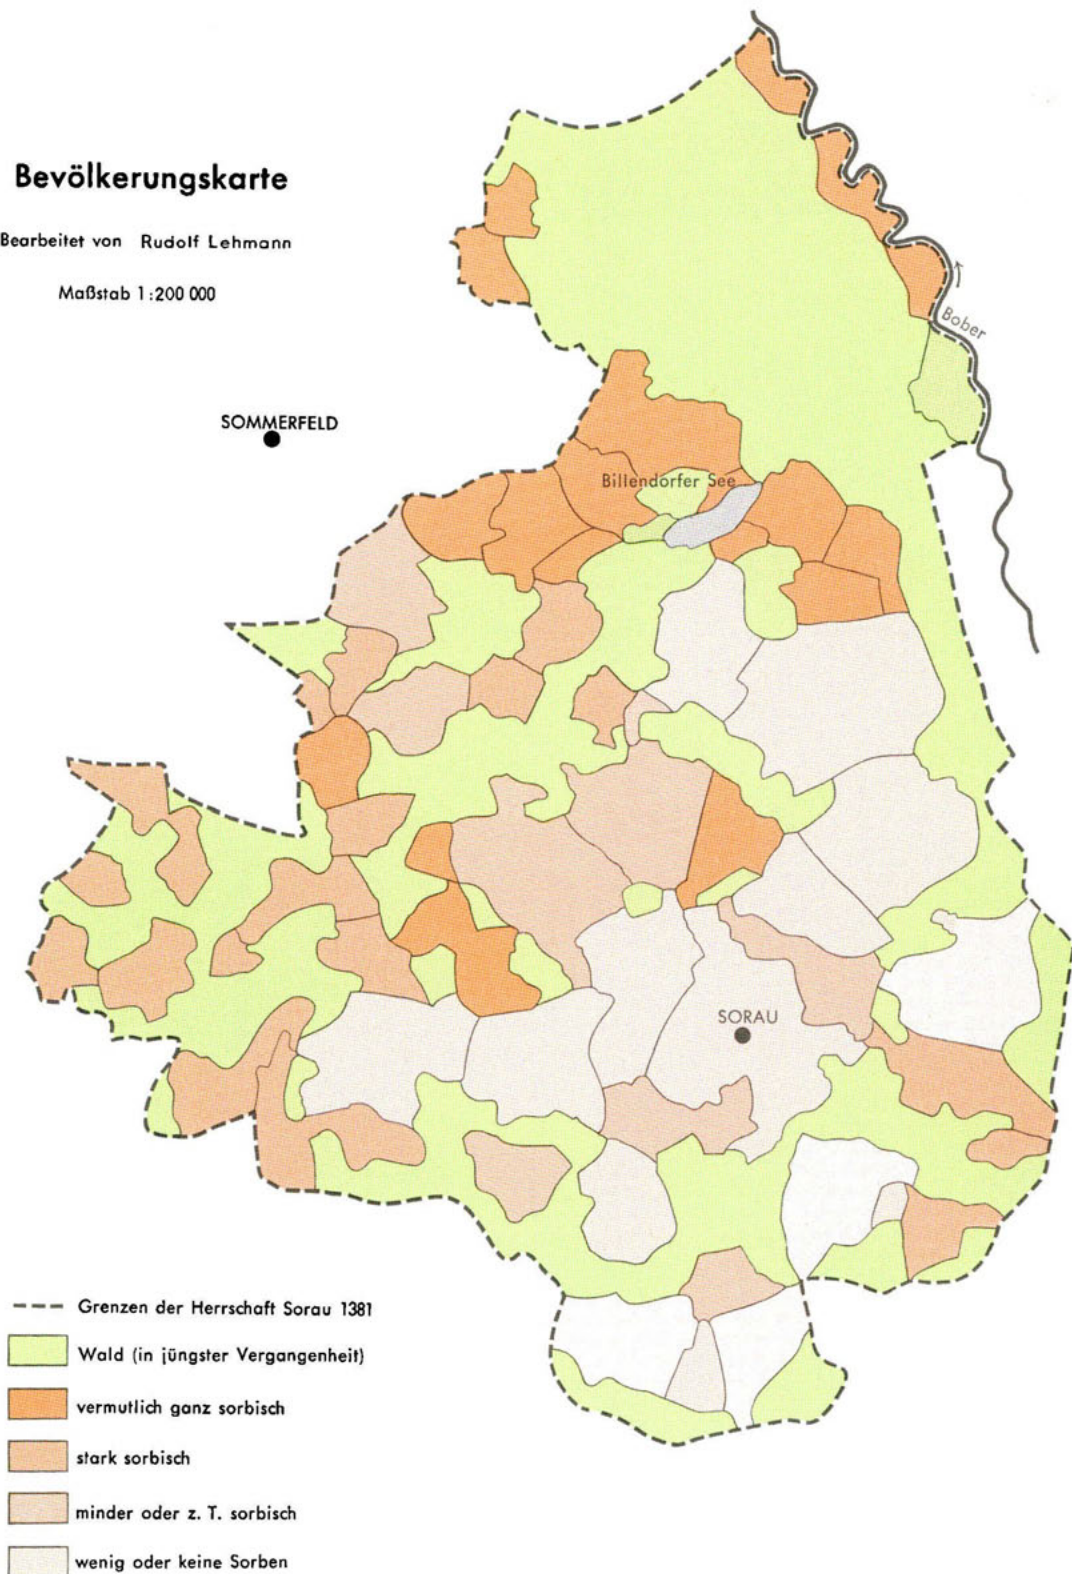 Bevölkerungskarte
Bearbeitet von Rudolf Lehmann
Maßstab 1:200 000
Bober
SOMMERFELD
Billendorfer See
SORAU
Grenzen der Herrschaft Sorau 1381
Wald (in jüngster Vergangenheit)
vermutlich ganz sorbisch
stark sorbisch
minder oder z. T. sorbisch
wenig oder keine Sorben